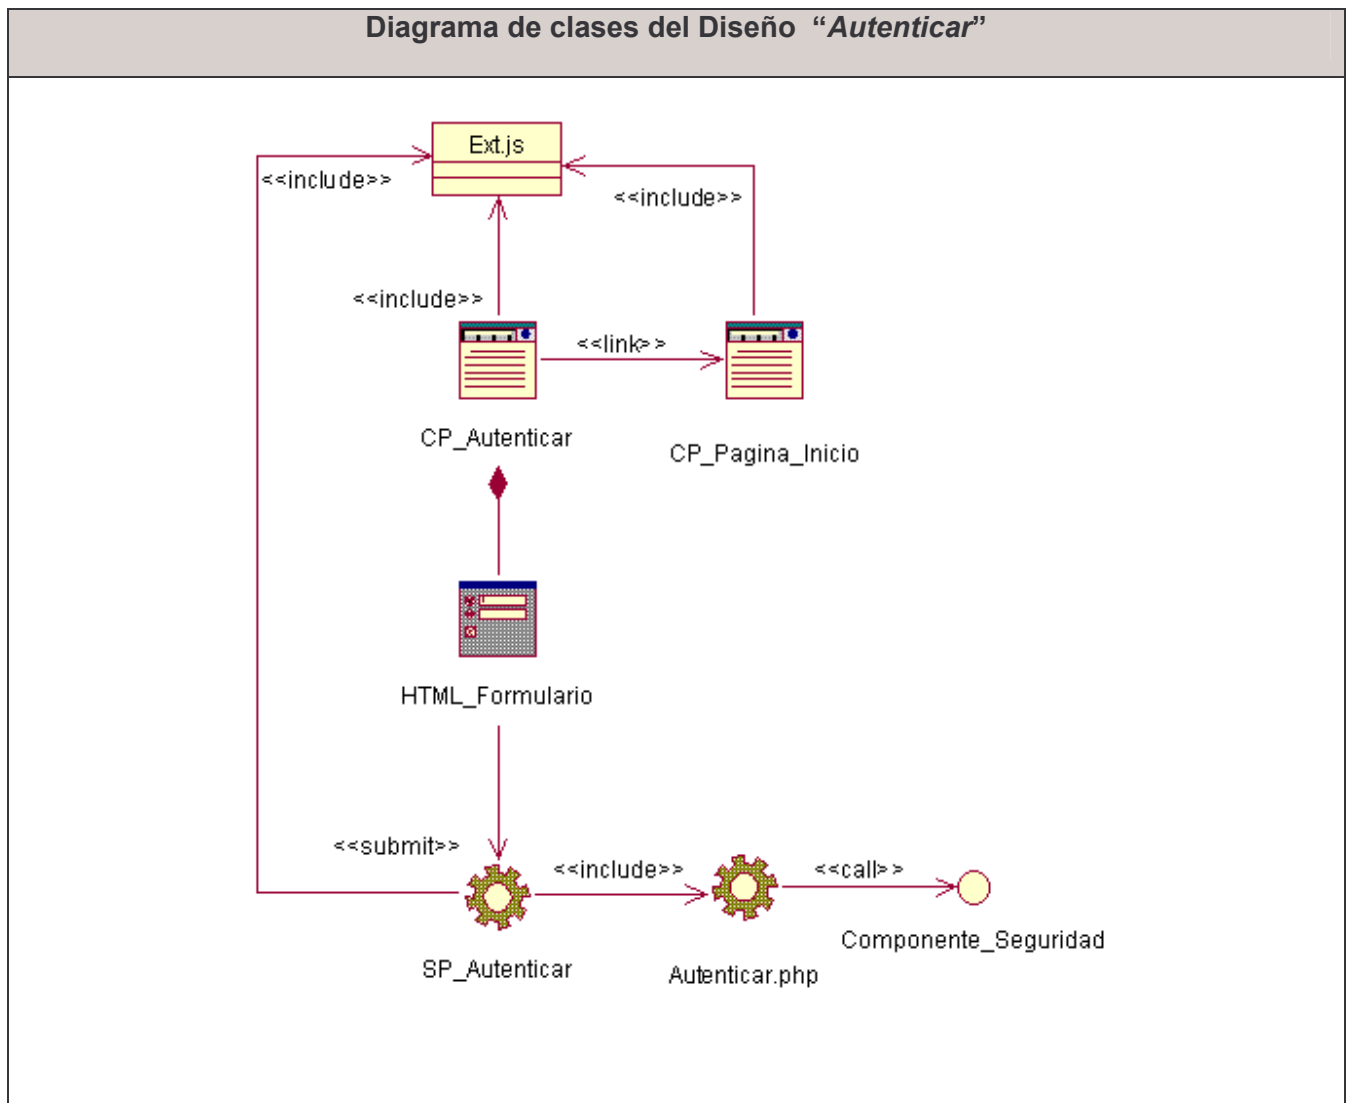 Diagrama de clases del Diseño “Autenticar”
Ext.js
<<include>>
<<include>>
<<include>>
<<link>>
CP_Autenticar
CP_Pagina_Inicio
HTML_Formulario
<<submit>>
<<include>>
<<call>>
SP_Autenticar
Autenticar.php
Componente_Seguridad